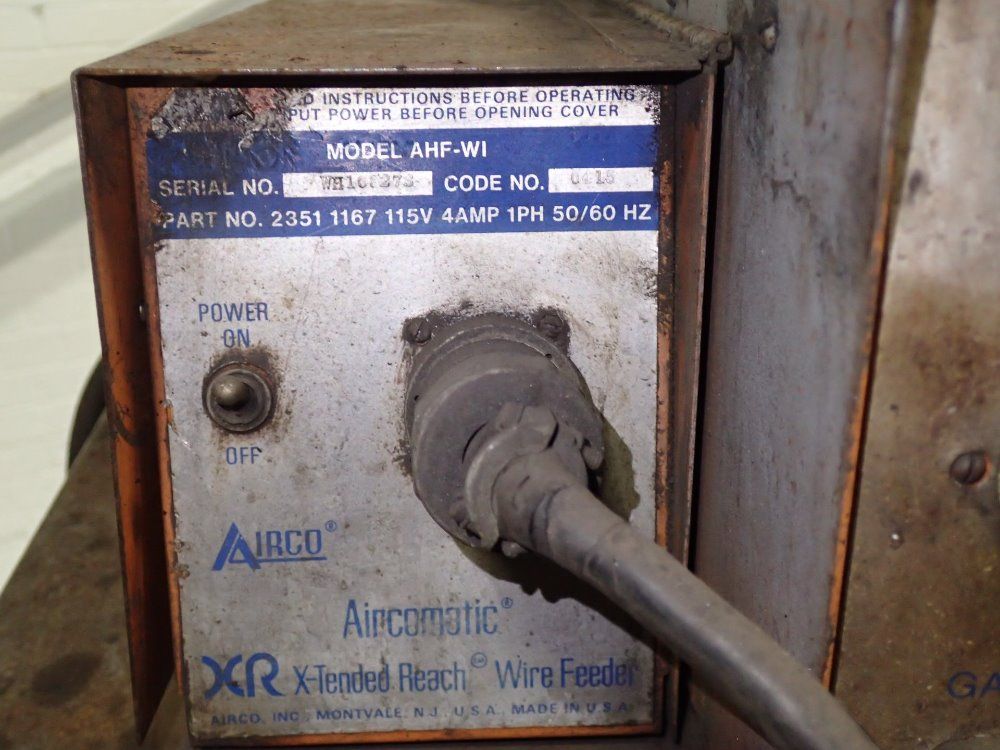 INSTRUCTIONS BEFORE OPERATING
POWER BEFORE OPENING COVER
MODEL AHF-WI
SERIAL NO. CODE NO.
PART NO. 2351 1167 115V 4AMP 1PH 50/60 HZ
POWER
ON
OFF
AIRCO®
Aircomatic®
XR X-Tended Reach Wire Feeder
AIRCO, INC., MONTVALE, N.J., U.S.A. MADE IN U.S.A.
GA